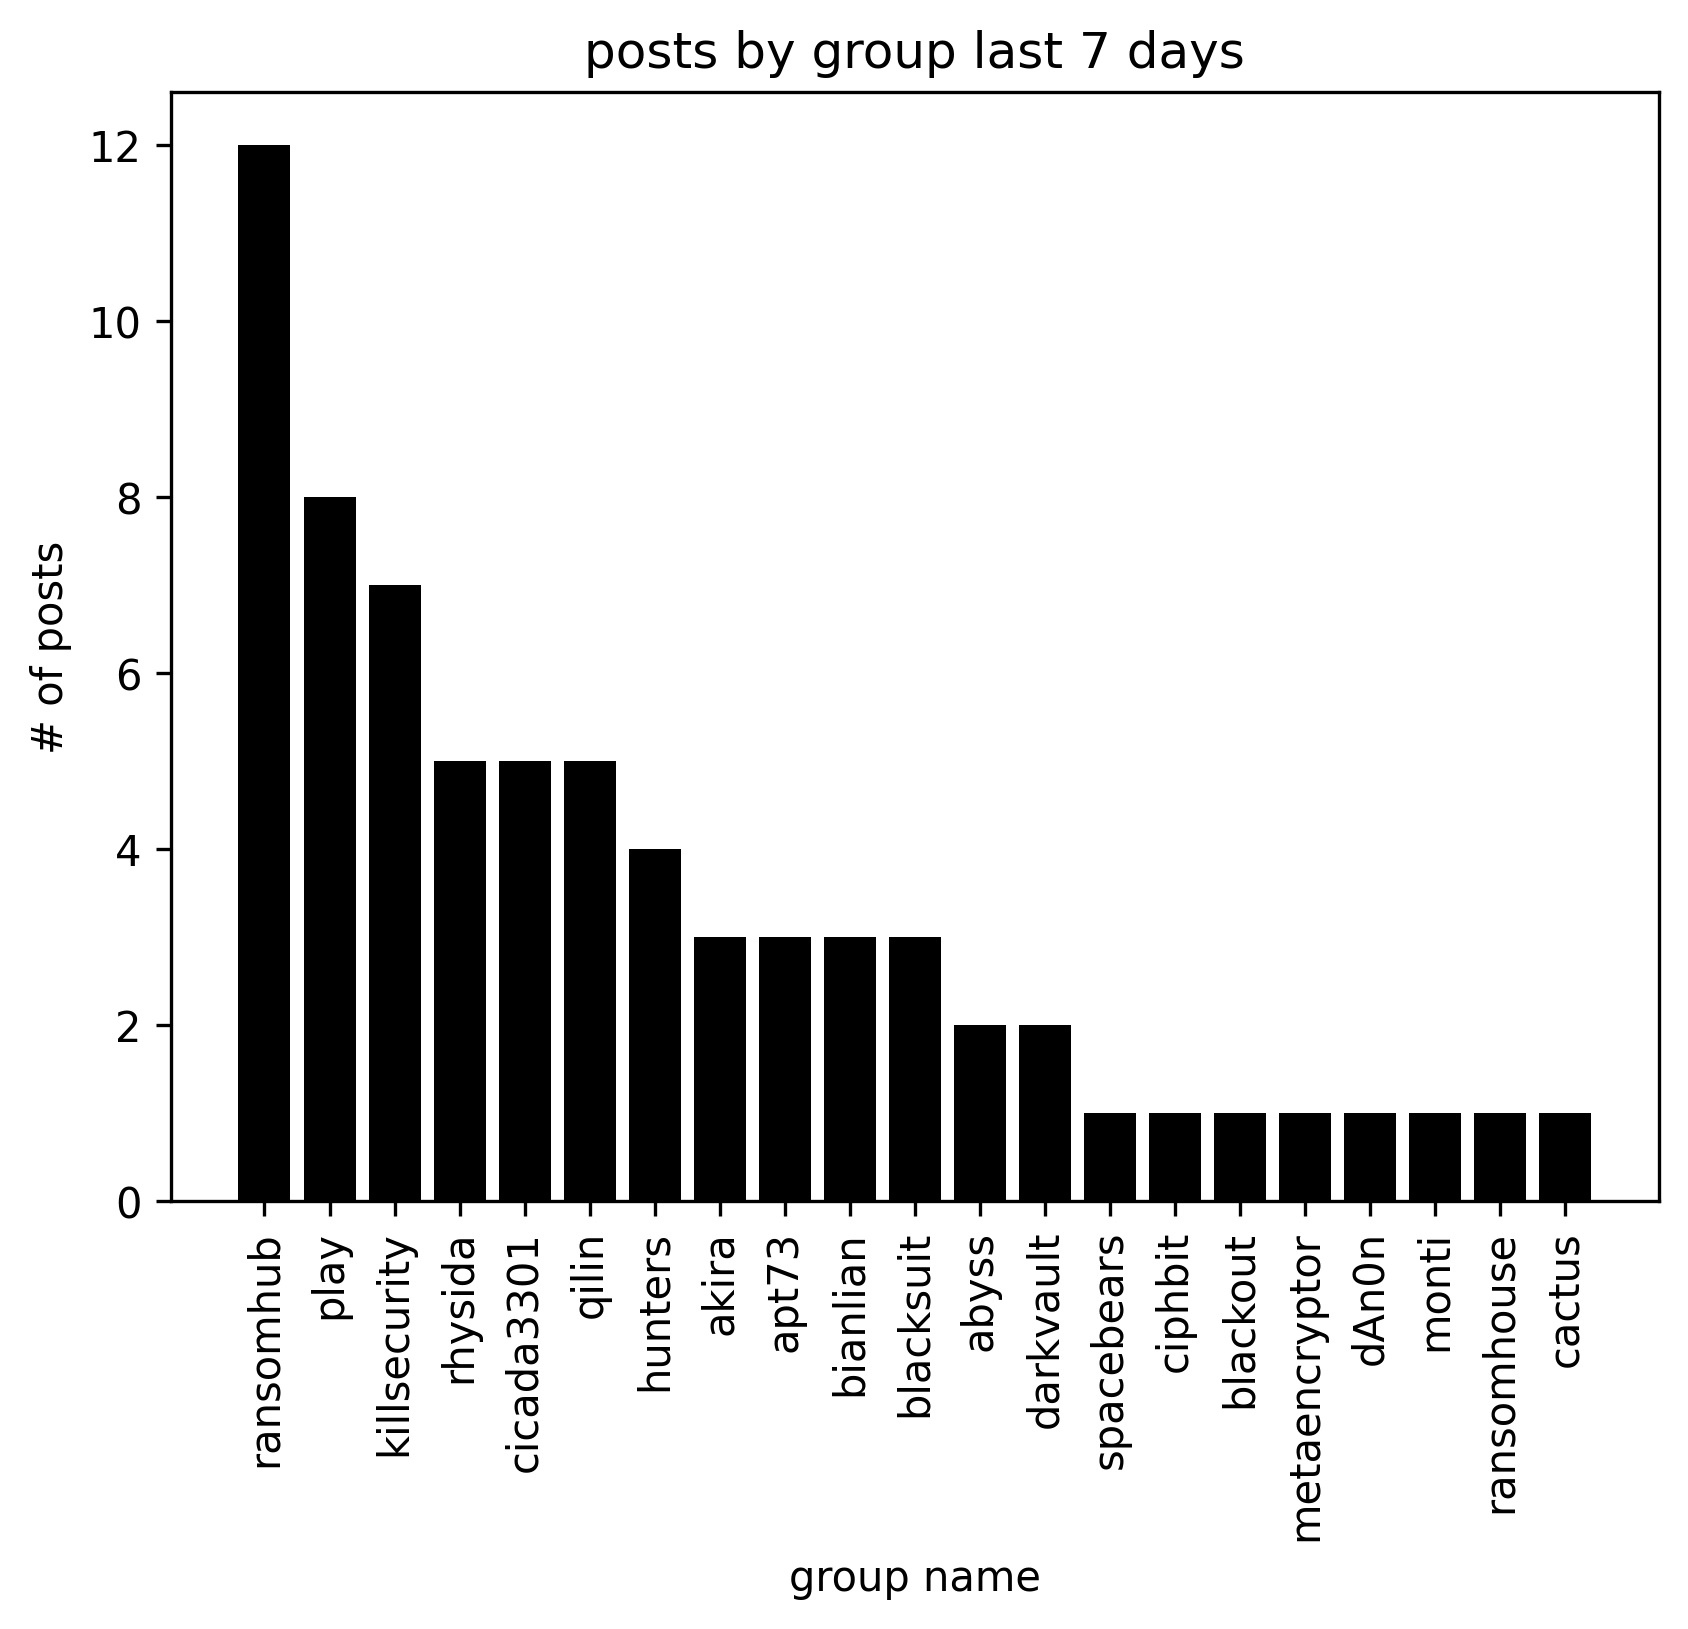 posts by group last 7 days
# of posts
12
10
8
6
4
2
0
ransomhub
play
killsecurity
rhysida
cicada3301
qilin
hunters
akira
apt73
bianlian
blacksuit
abyss
darkvault
spacebears
ciphbit
blackout
metaencryptor
dAn0n
monti
ransomhouse
cactus
group name